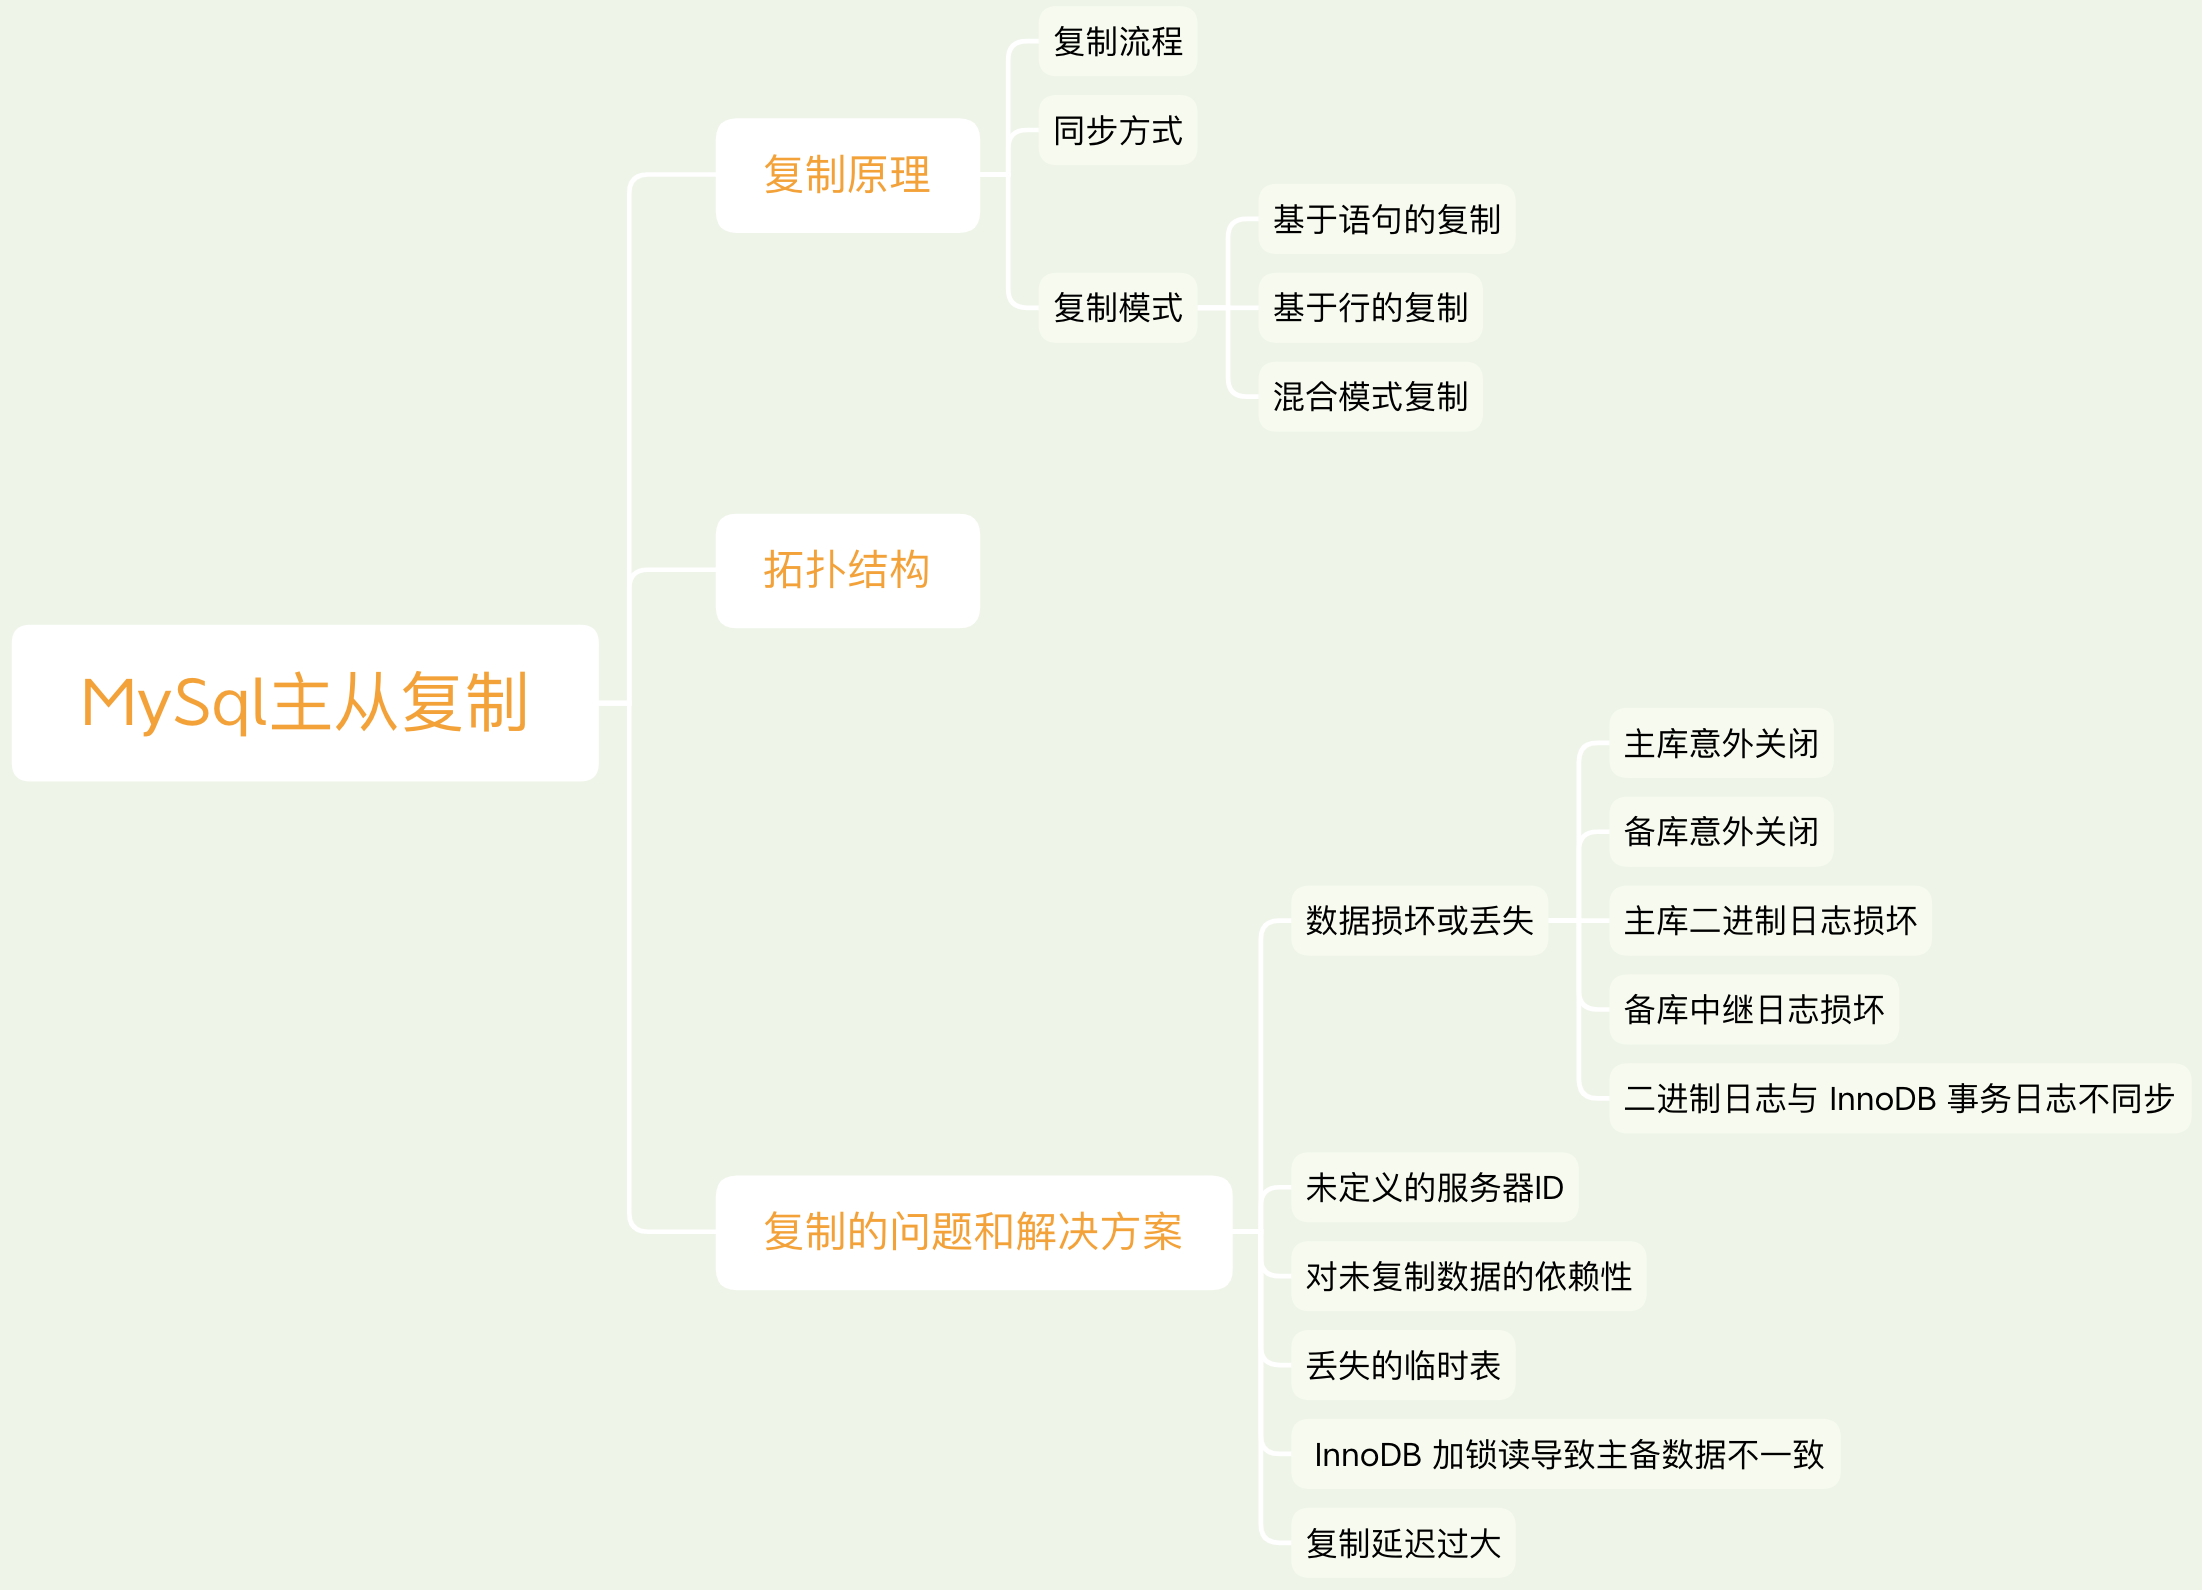 复制流程
同步方式
复制原理
基于语句的复制
复制模式
基于行的复制
混合模式复制
拓扑结构
MySql主从复制
主库意外关闭
备库意外关闭
数据损坏或丢失
主库二进制日志损坏
备库中继日志损坏
二进制日志与 InnoDB 事务日志不同步
未定义的服务器ID
复制的问题和解决方案
对未复制数据的依赖性
丢失的临时表
InnoDB 加锁读导致主备数据不一致
复制延迟过大